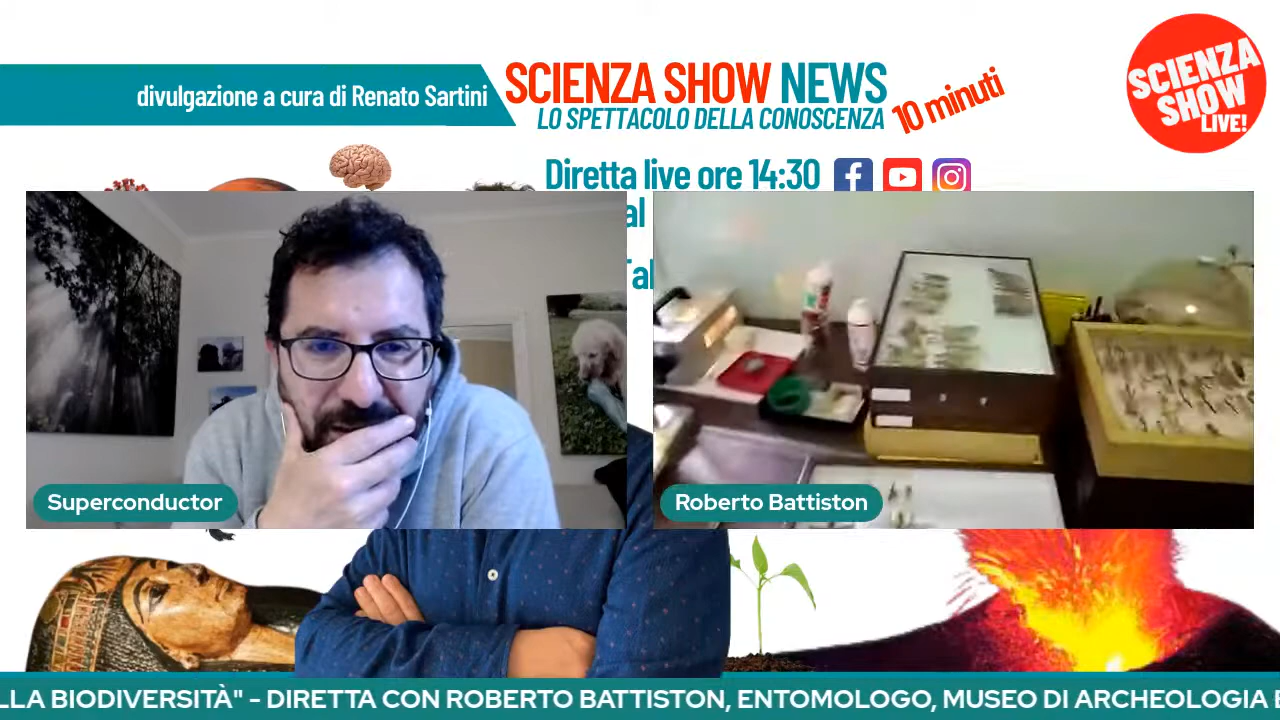 divulgazione a cura di Renato Sartini
SCIENZA SHOW NEWS
LO SPETTACOLO DELLA CONOSCENZA
10 minuti
SCIENZA
SHOW
LIVE!
Diretta live ore 14:30
al
Superconductor
Roberto Battiston
LLA BIODIVERSITÀ" - DIRETTA CON ROBERTO BATTISTON, ENTOMOLOGO, MUSEO DI ARCHEOLOGIA E